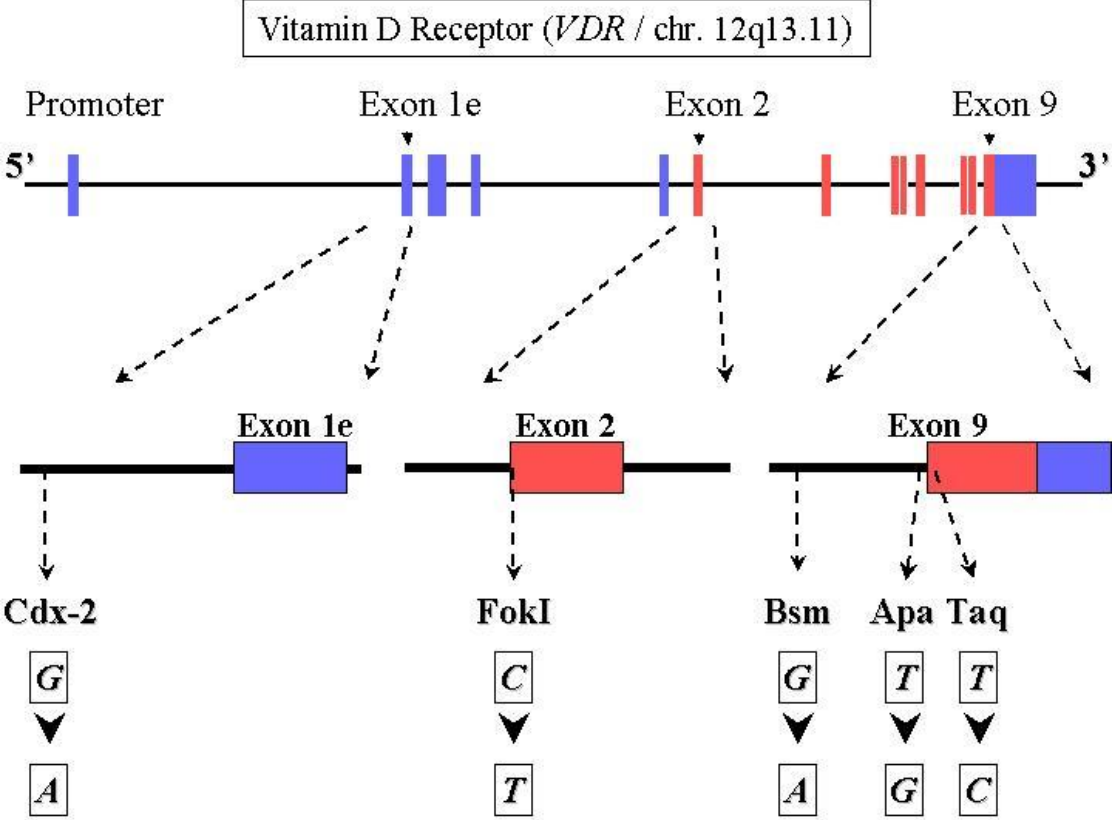 Vitamin D Receptor (VDR / chr. 12q13.11)
Promoter Exon 1e Exon 2 Exon 9
5’ 3’
Exon 1e Exon 2 Exon 9
Cdx-2 FokI Bsm Apa Taq
G C G T T
A T A G C